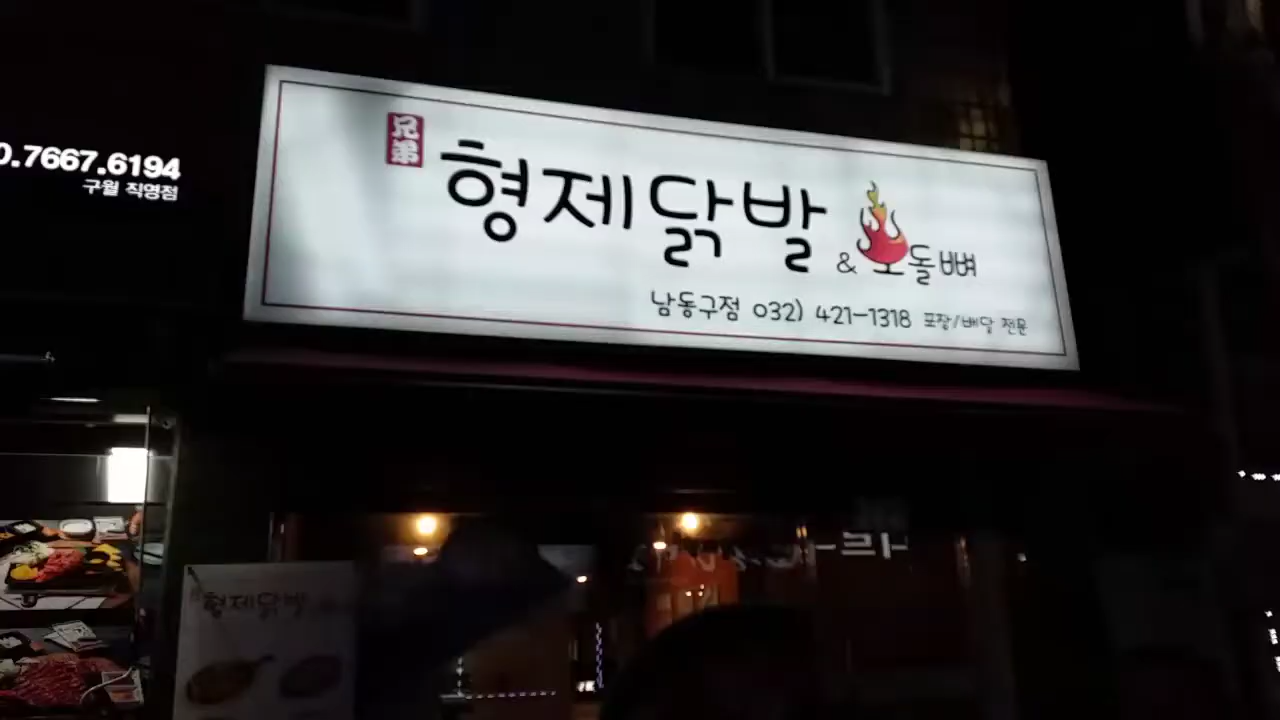 0.7667.6194
구월 직영점
兄弟
형제닭발
& 오돌뼈
남동구점 032) 421-1318 포장/배달 전문
형제닭발